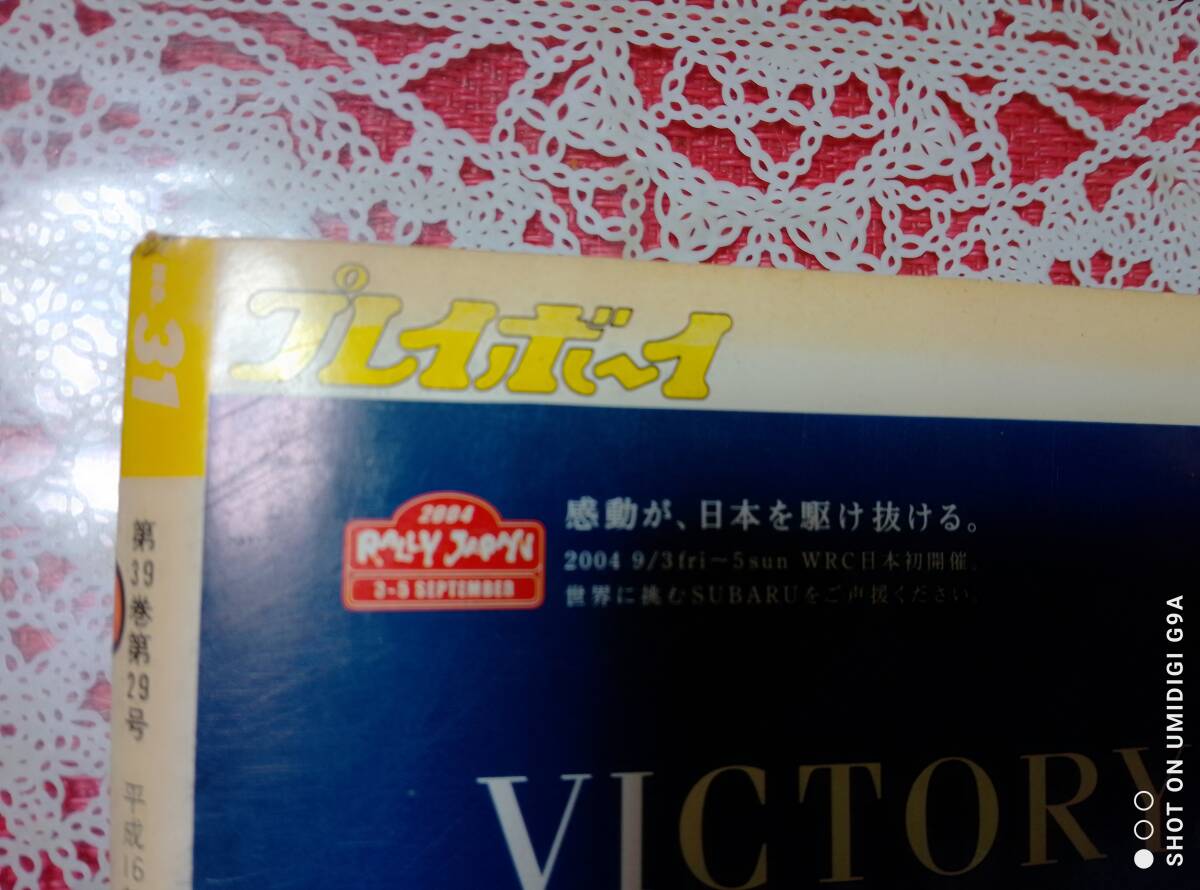 no. 31
プレイボーイ
第39巻第29号 平成16
2004
RALLY JAPAN
3-5 SEPTEMBER
感動が、日本を駆け抜ける。
2004 9/3fri〜5sun WRC日本初開催。
世界に挑むSUBARUをご声援ください。
VICTORY
SHOT ON UMIDIGI G9A